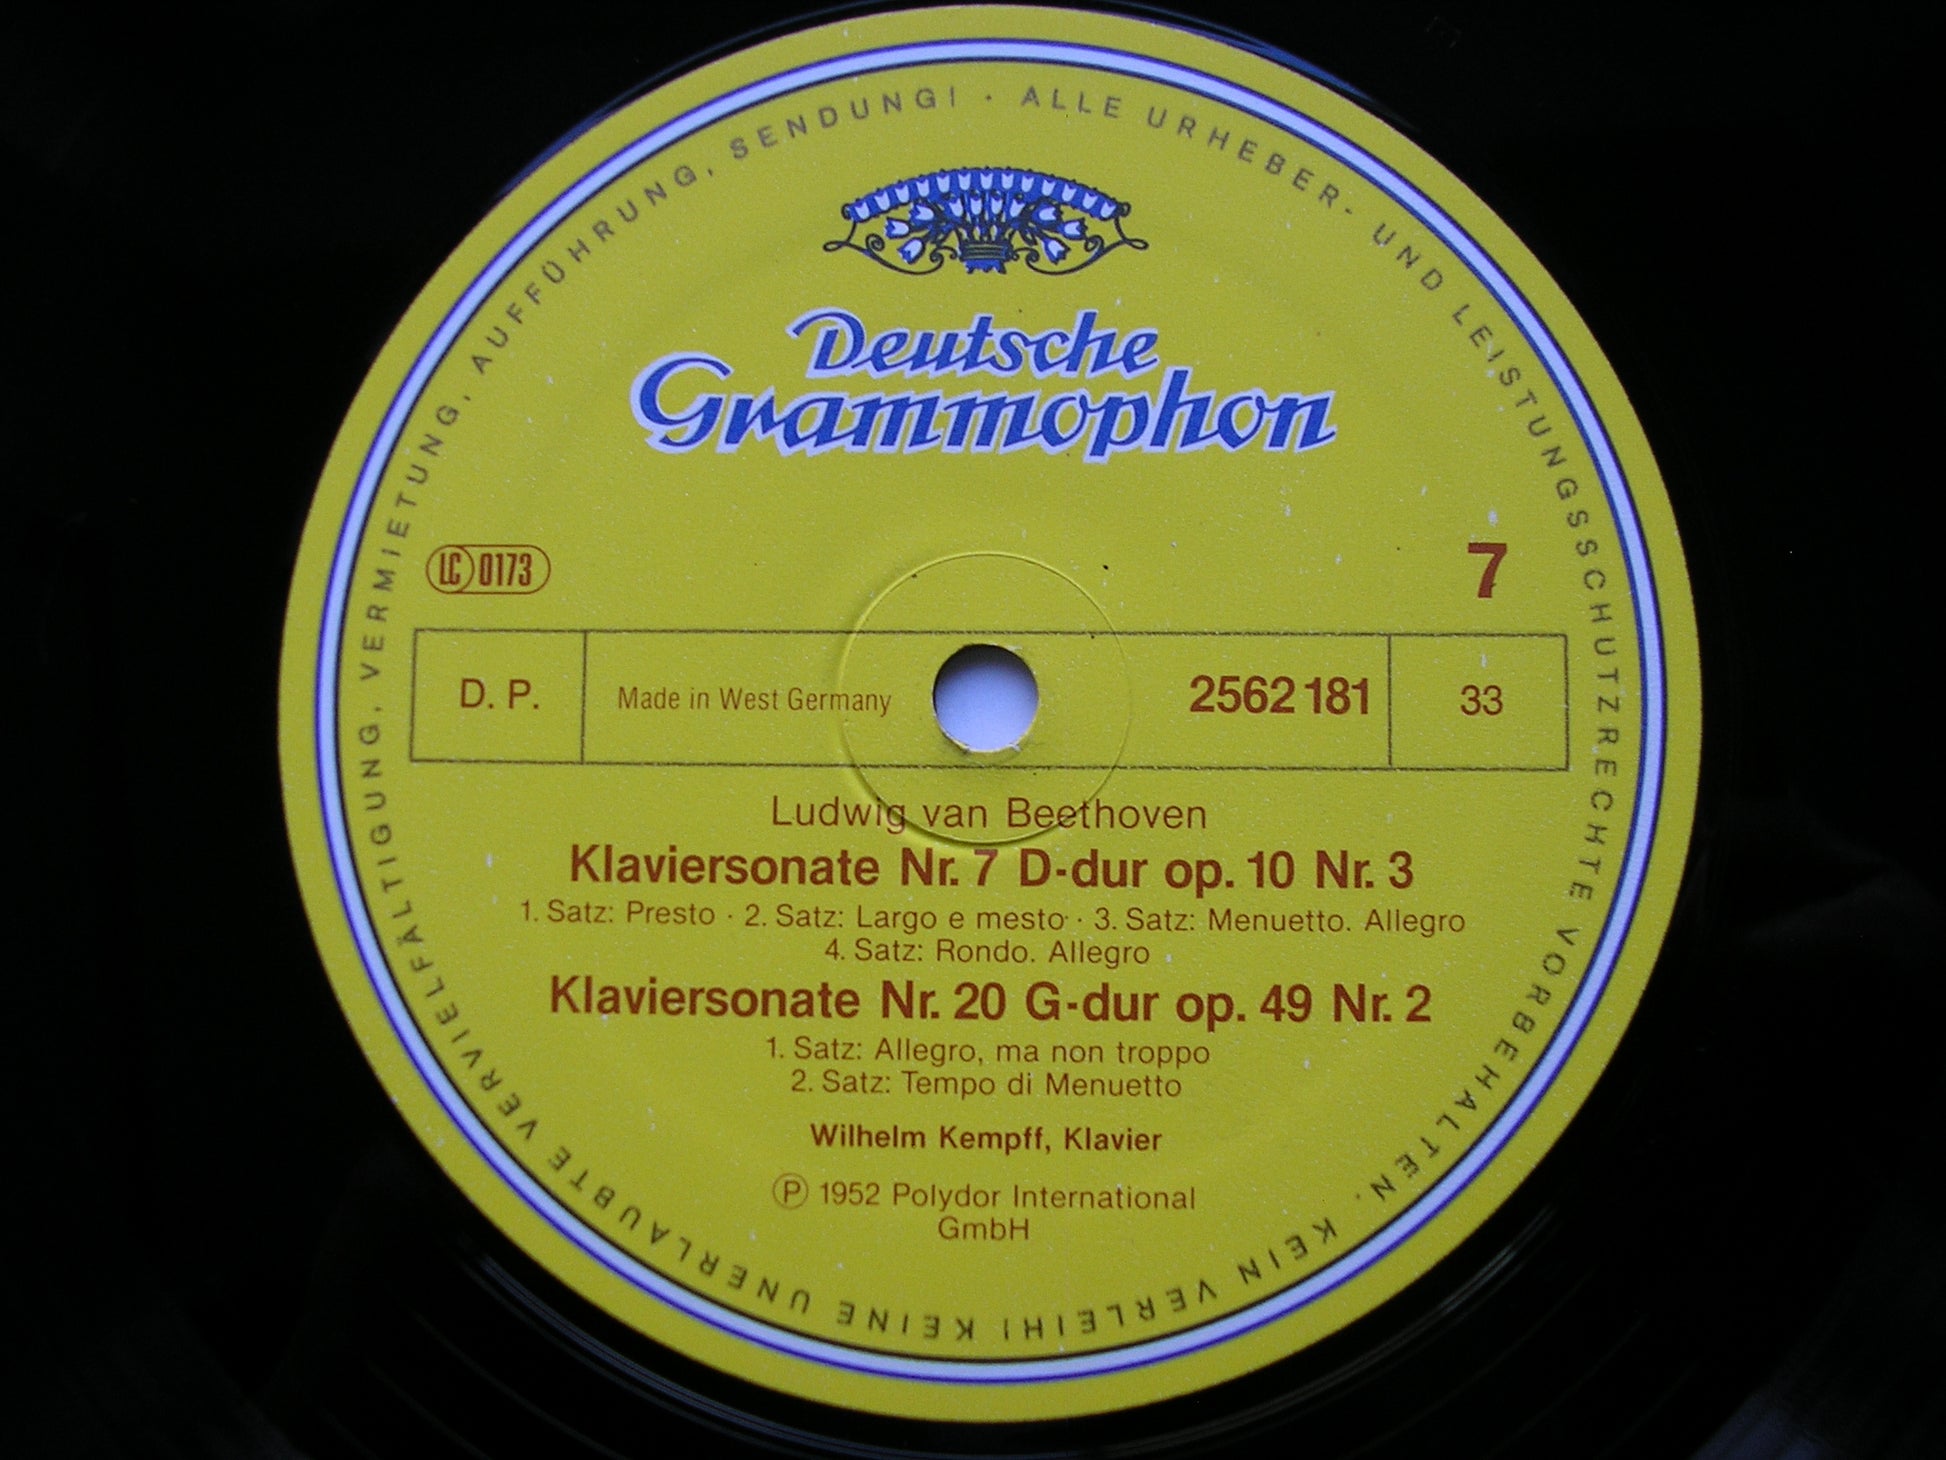 ALLE URHEBER- UND LEISTUNGSSCHUTZRECHTE VORBEHALTEN. KEIN VERLEIH! KEINE UNERLAUBTE VERVIELFÄLTIGUNG, VERMIETUNG, AUFFÜHRUNG, SENDUNG! ·
Deutsche
Grammophon
LC 0173
7
D. P.
Made in West Germany
2562 181
33
Ludwig van Beethoven
Klaviersonate Nr. 7 D-dur op. 10 Nr. 3
1. Satz: Presto · 2. Satz: Largo e mesto · 3. Satz: Menuetto. Allegro
4. Satz: Rondo. Allegro
Klaviersonate Nr. 20 G-dur op. 49 Nr. 2
1. Satz: Allegro, ma non troppo
2. Satz: Tempo di Menuetto
Wilhelm Kempff, Klavier
Ⓟ 1952 Polydor International
GmbH